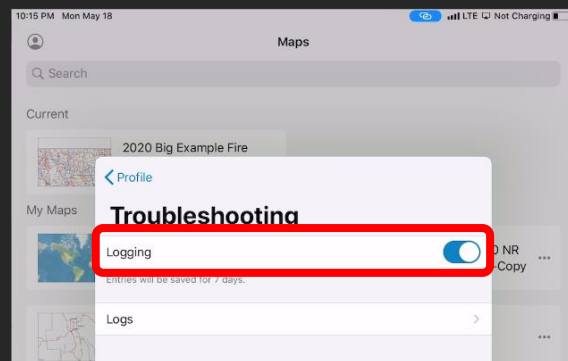 10:15 PM Mon May 18
LTE Not Charging
Maps
Search
Current
2020 Big Example Fire
Profile
My Maps
Troubleshooting
Logging
0 NR
-Copy
Entries will be saved for 7 days.
Logs